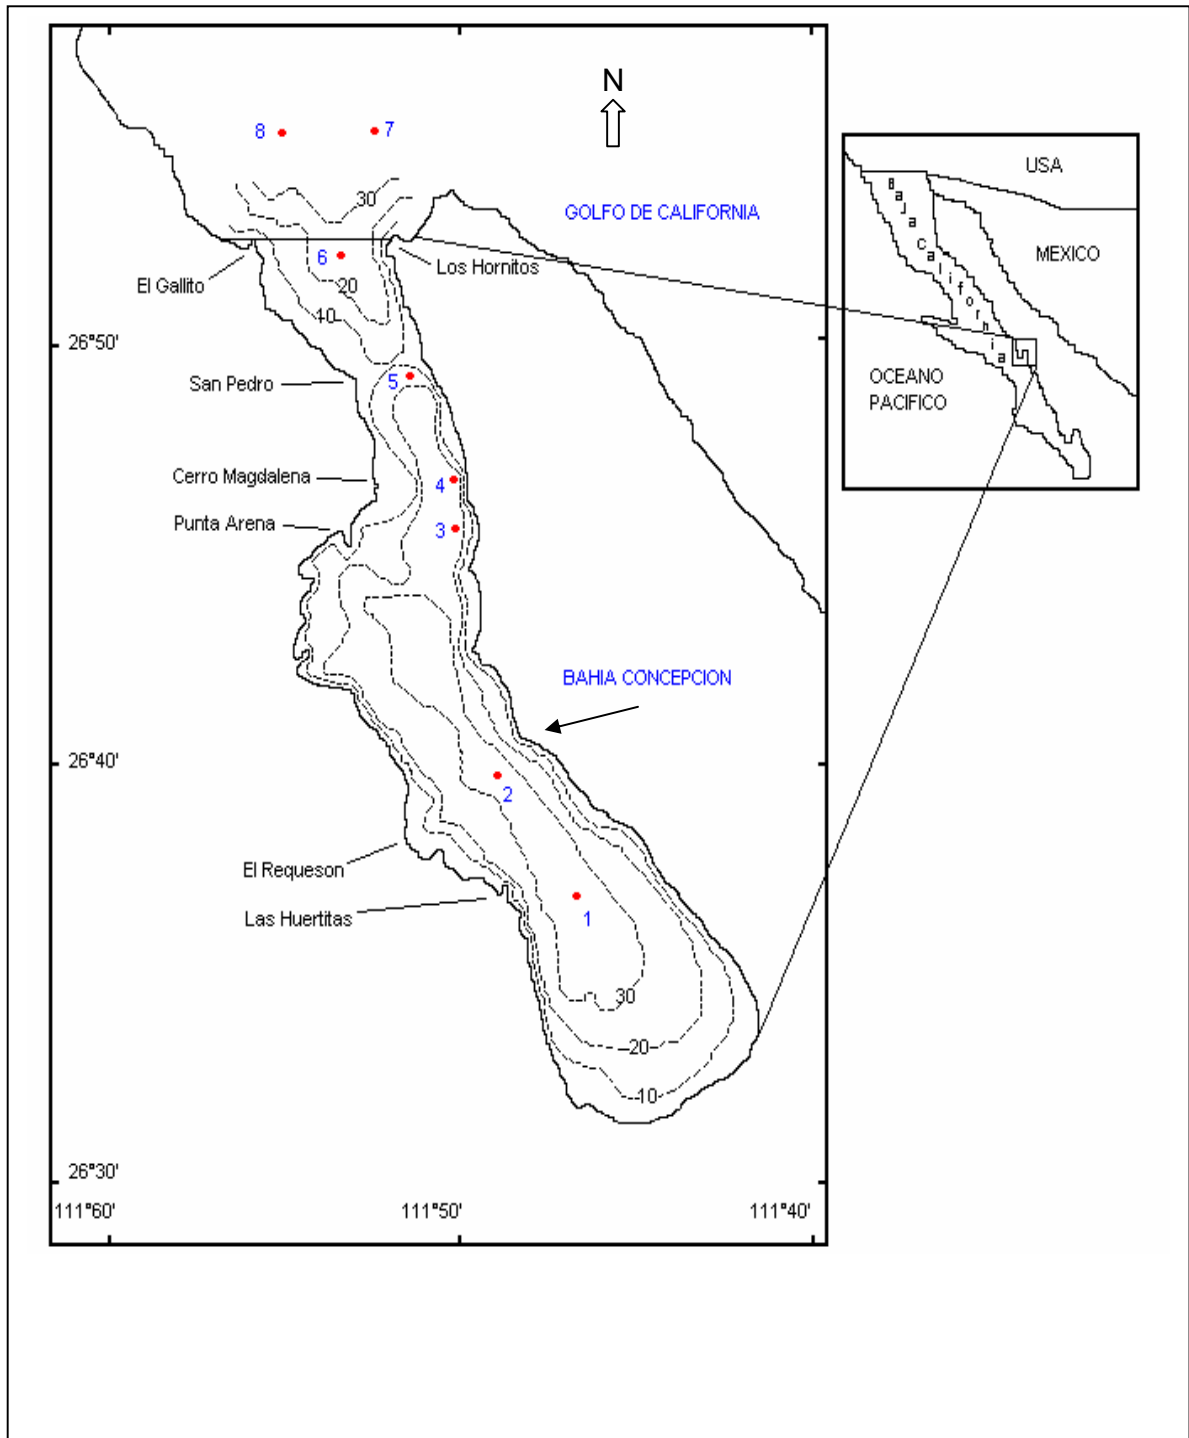 N
8
7
30
GOLFO DE CALIFORNIA
6
Los Hornitos
El Gallito
20
10
26°50'
San Pedro
5
Cerro Magdalena
4
Punta Arena
3
BAHIA CONCEPCION
26°40'
2
El Requeson
Las Huertitas
1
30
20
10
26°30'
111°60'
111°50'
111°40'
USA
MEXICO
Baja California
OCEANO
PACIFICO